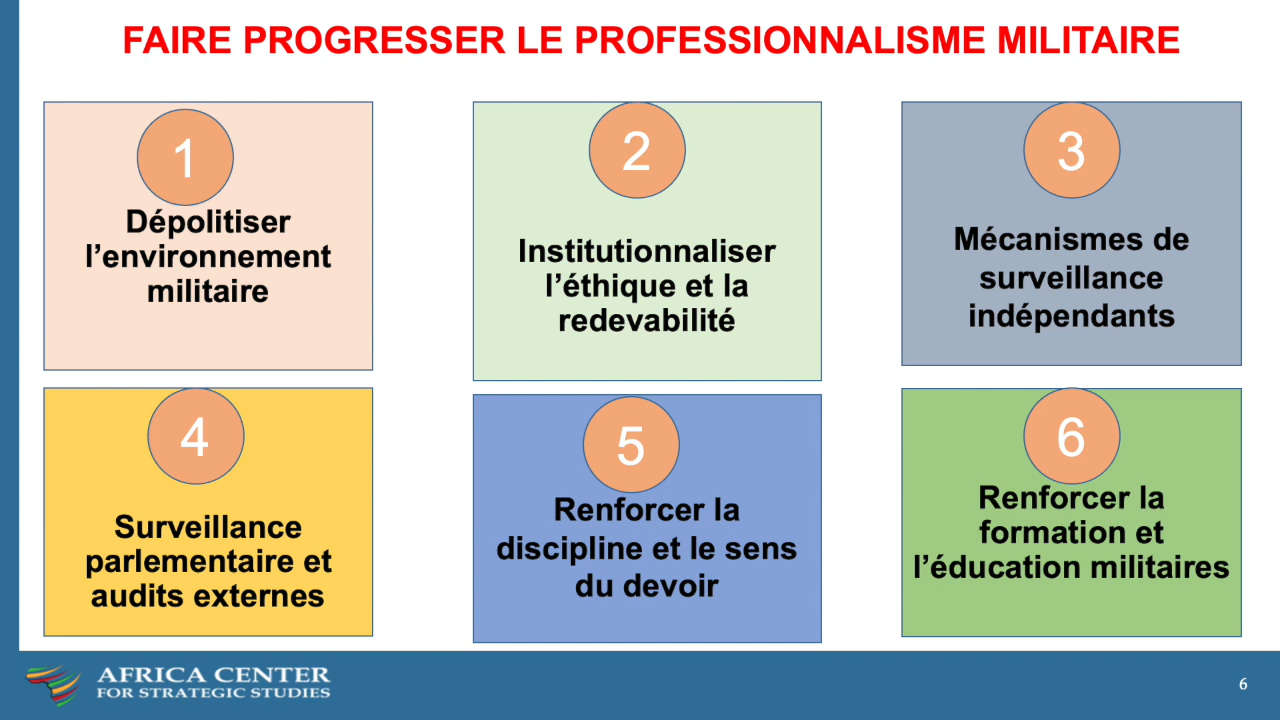 FAIRE PROGRESSER LE PROFESSIONNALISME MILITAIRE
1
Dépolitiser
l’environnement
militaire
2
Institutionnaliser
l’éthique et la
redevabilité
3
Mécanismes de
surveillance
indépendants
4
Surveillance
parlementaire et
audits externes
5
Renforcer la
discipline et le sens
du devoir
6
Renforcer la
formation et
l’éducation militaires
AFRICA CENTER
FOR STRATEGIC STUDIES
6